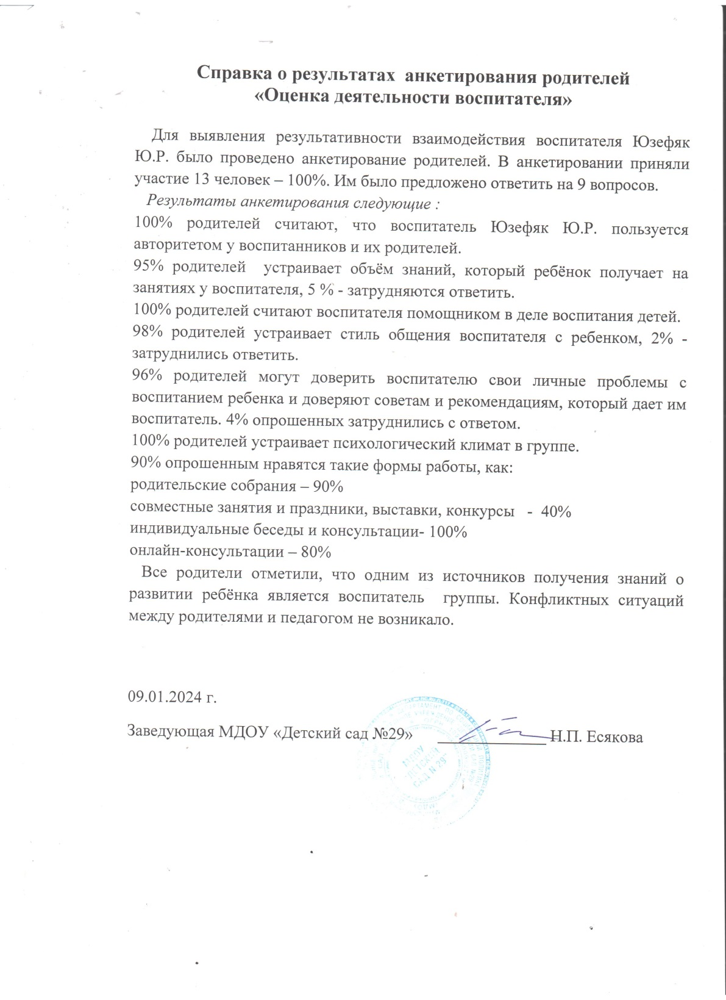 Справка о результатах  анкетирования родителей
«Оценка деятельности воспитателя»
Для выявления результативности взаимодействия воспитателя Юзефяк
Ю.Р. было проведено анкетирование родителей. В анкетировании приняли
участие 13 человек – 100%. Им было предложено ответить на 9 вопросов.
Результаты анкетирования следующие :
100% родителей считают, что воспитатель Юзефяк Ю.Р. пользуется
авторитетом у воспитанников и их родителей.
95% родителей  устраивает объём знаний, который ребёнок получает на
занятиях у воспитателя, 5 % - затрудняются ответить.
100% родителей считают воспитателя помощником в деле воспитания детей.
98% родителей устраивает стиль общения воспитателя с ребенком, 2% -
затруднились ответить.
96% родителей могут доверить воспитателю свои личные проблемы с
воспитанием ребенка и доверяют советам и рекомендациям, который дает им
воспитатель. 4% опрошенных затруднились с ответом.
100% родителей устраивает психологический климат в группе.
90% опрошенным нравятся такие формы работы, как:
родительские собрания – 90%
совместные занятия и праздники, выставки, конкурсы   -  40%
индивидуальные беседы и консультации- 100%
онлайн-консультации – 80%
Все родители отметили, что одним из источников получения знаний о
развитии ребёнка является воспитатель  группы. Конфликтных ситуаций
между родителями и педагогом не возникало.
09.01.2024 г.
Заведующая МДОУ «Детский сад №29» Н.П. Есякова
МДОУ
"ДЕТСКИЙ
САД N 29"